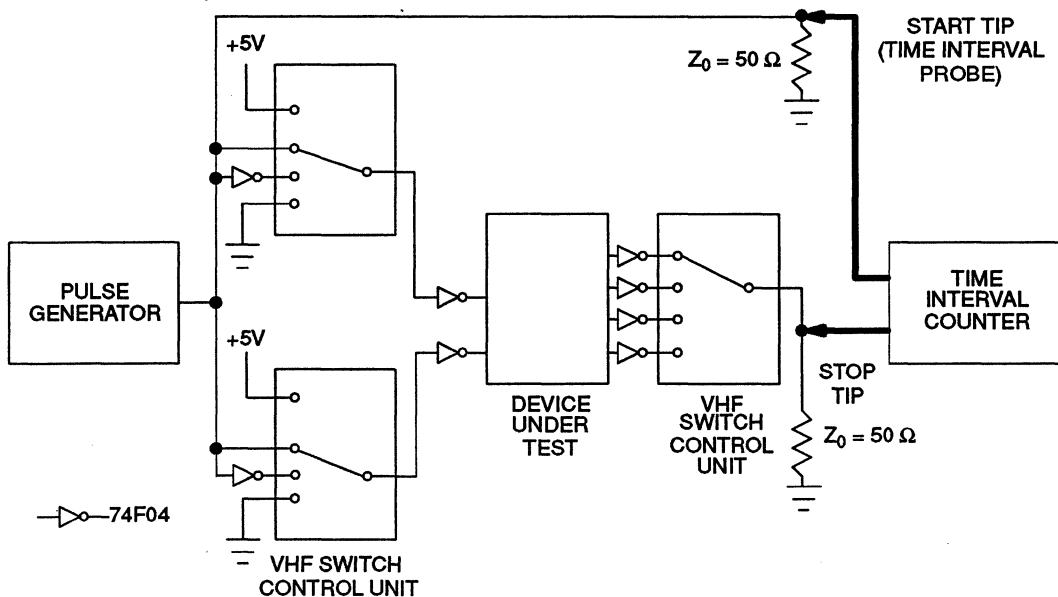 +5V
Z₀ = 50 Ω
START TIP
(TIME INTERVAL
PROBE)
PULSE
GENERATOR
TIME
INTERVAL
COUNTER
+5V
STOP
TIP
DEVICE
UNDER
TEST
VHF
SWITCH
CONTROL
UNIT
Z₀ = 50 Ω
74F04
VHF SWITCH
CONTROL UNIT